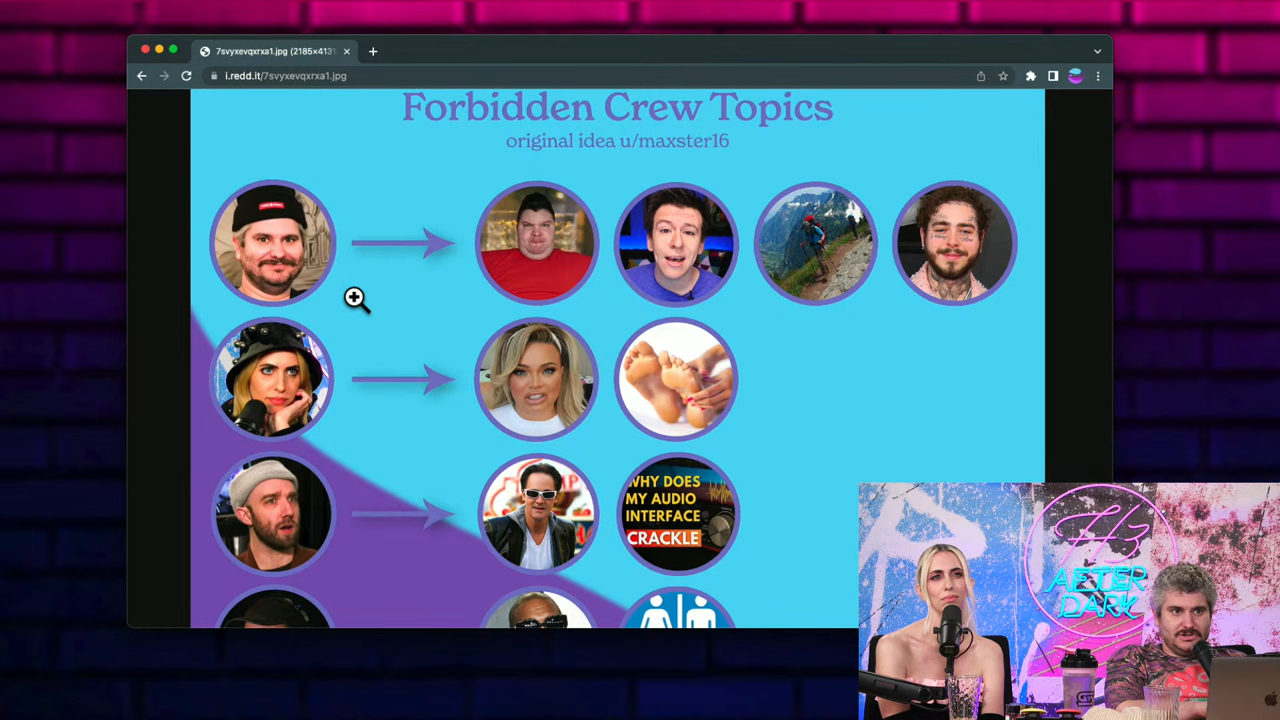 7svyxevqxrxa1.jpg (2185×4131
i.redd.it/7svyxevqxrxa1.jpg
Forbidden Crew Topics
original idea u/maxster16
WHY DOES
MY AUDIO
INTERFACE
CRACKLE
H3
AFTER
DARK